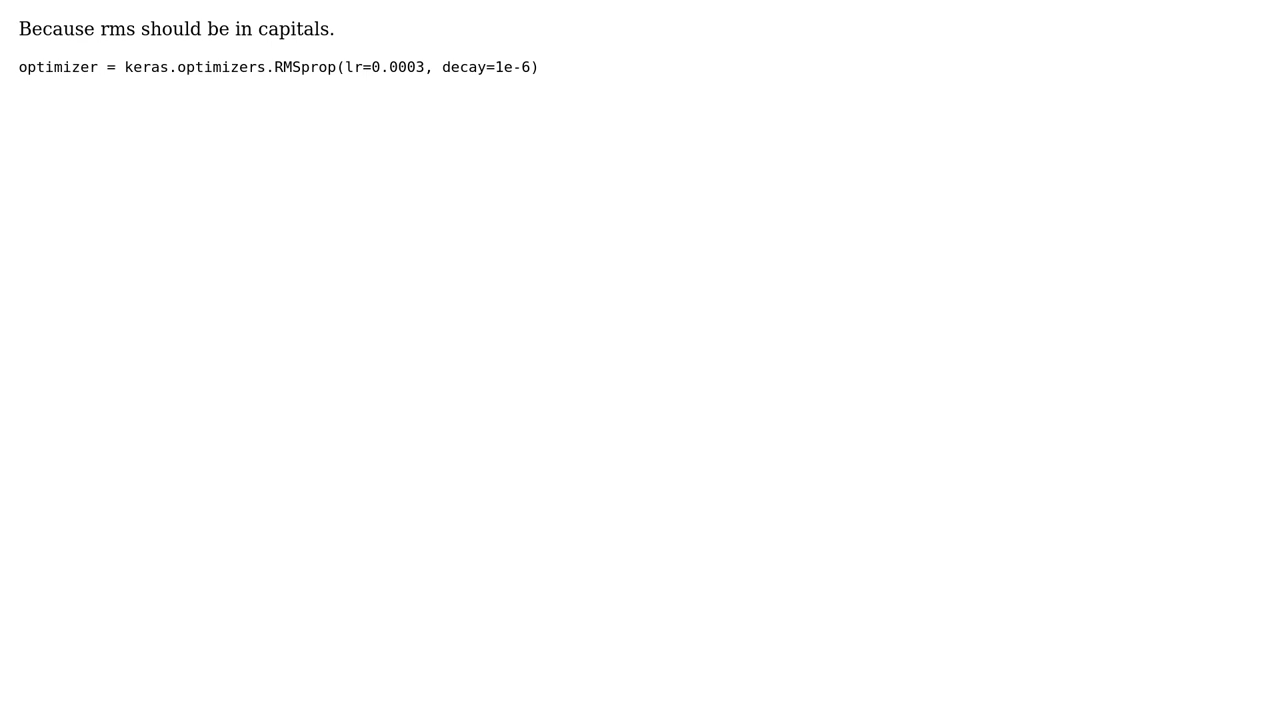 Because rms should be in capitals.
optimizer = keras.optimizers.RMSprop(lr=0.0003, decay=1e-6)